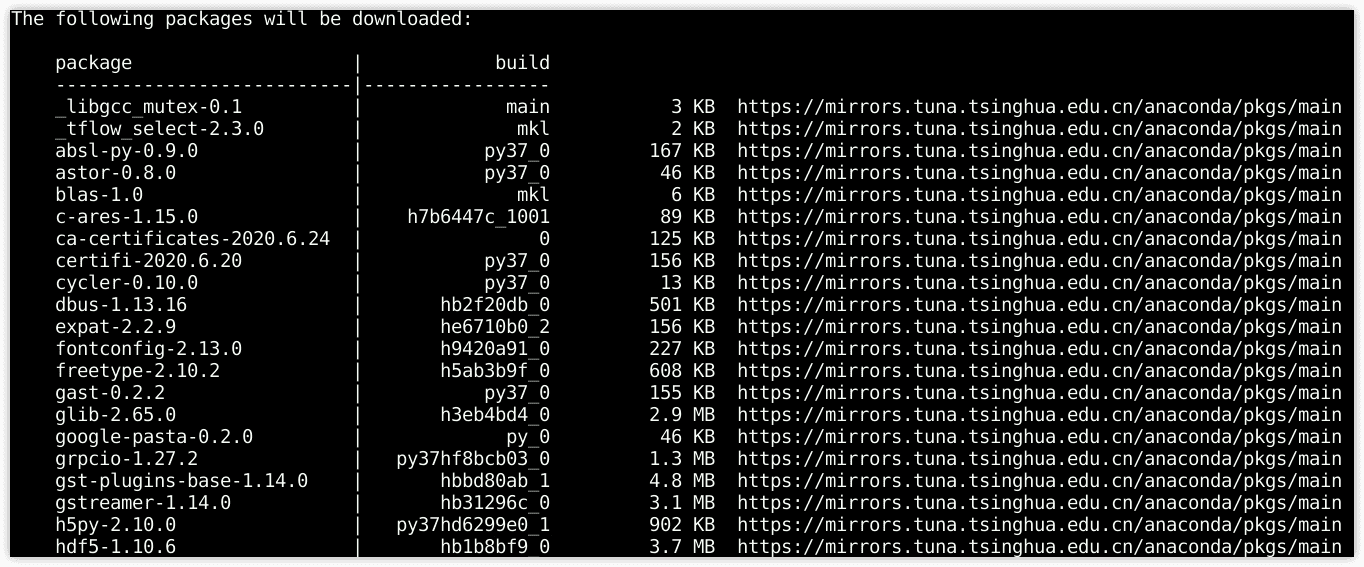 The following packages will be downloaded:
package | build
---------------------------|-----------------
_libgcc_mutex-0.1 | main 3 KB https://mirrors.tuna.tsinghua.edu.cn/anaconda/pkgs/main
_tflow_select-2.3.0 | mkl 2 KB https://mirrors.tuna.tsinghua.edu.cn/anaconda/pkgs/main
absl-py-0.9.0 | py37_0 167 KB https://mirrors.tuna.tsinghua.edu.cn/anaconda/pkgs/main
astor-0.8.0 | py37_0 46 KB https://mirrors.tuna.tsinghua.edu.cn/anaconda/pkgs/main
blas-1.0 | mkl 6 KB https://mirrors.tuna.tsinghua.edu.cn/anaconda/pkgs/main
c-ares-1.15.0 | h7b6447c_1001 89 KB https://mirrors.tuna.tsinghua.edu.cn/anaconda/pkgs/main
ca-certificates-2020.6.24 | 0 125 KB https://mirrors.tuna.tsinghua.edu.cn/anaconda/pkgs/main
certifi-2020.6.20 | py37_0 156 KB https://mirrors.tuna.tsinghua.edu.cn/anaconda/pkgs/main
cycler-0.10.0 | py37_0 13 KB https://mirrors.tuna.tsinghua.edu.cn/anaconda/pkgs/main
dbus-1.13.16 | hb2f20db_0 501 KB https://mirrors.tuna.tsinghua.edu.cn/anaconda/pkgs/main
expat-2.2.9 | he6710b0_2 156 KB https://mirrors.tuna.tsinghua.edu.cn/anaconda/pkgs/main
fontconfig-2.13.0 | h9420a91_0 227 KB https://mirrors.tuna.tsinghua.edu.cn/anaconda/pkgs/main
freetype-2.10.2 | h5ab3b9f_0 608 KB https://mirrors.tuna.tsinghua.edu.cn/anaconda/pkgs/main
gast-0.2.2 | py37_0 155 KB https://mirrors.tuna.tsinghua.edu.cn/anaconda/pkgs/main
glib-2.65.0 | h3eb4bd4_0 2.9 MB https://mirrors.tuna.tsinghua.edu.cn/anaconda/pkgs/main
google-pasta-0.2.0 | py_0 46 KB https://mirrors.tuna.tsinghua.edu.cn/anaconda/pkgs/main
grpcio-1.27.2 | py37hf8bcb03_0 1.3 MB https://mirrors.tuna.tsinghua.edu.cn/anaconda/pkgs/main
gst-plugins-base-1.14.0 | hbbd80ab_1 4.8 MB https://mirrors.tuna.tsinghua.edu.cn/anaconda/pkgs/main
gstreamer-1.14.0 | hb31296c_0 3.1 MB https://mirrors.tuna.tsinghua.edu.cn/anaconda/pkgs/main
h5py-2.10.0 | py37hd6299e0_1 902 KB https://mirrors.tuna.tsinghua.edu.cn/anaconda/pkgs/main
hdf5-1.10.6 | hb1b8bf9_0 3.7 MB https://mirrors.tuna.tsinghua.edu.cn/anaconda/pkgs/main